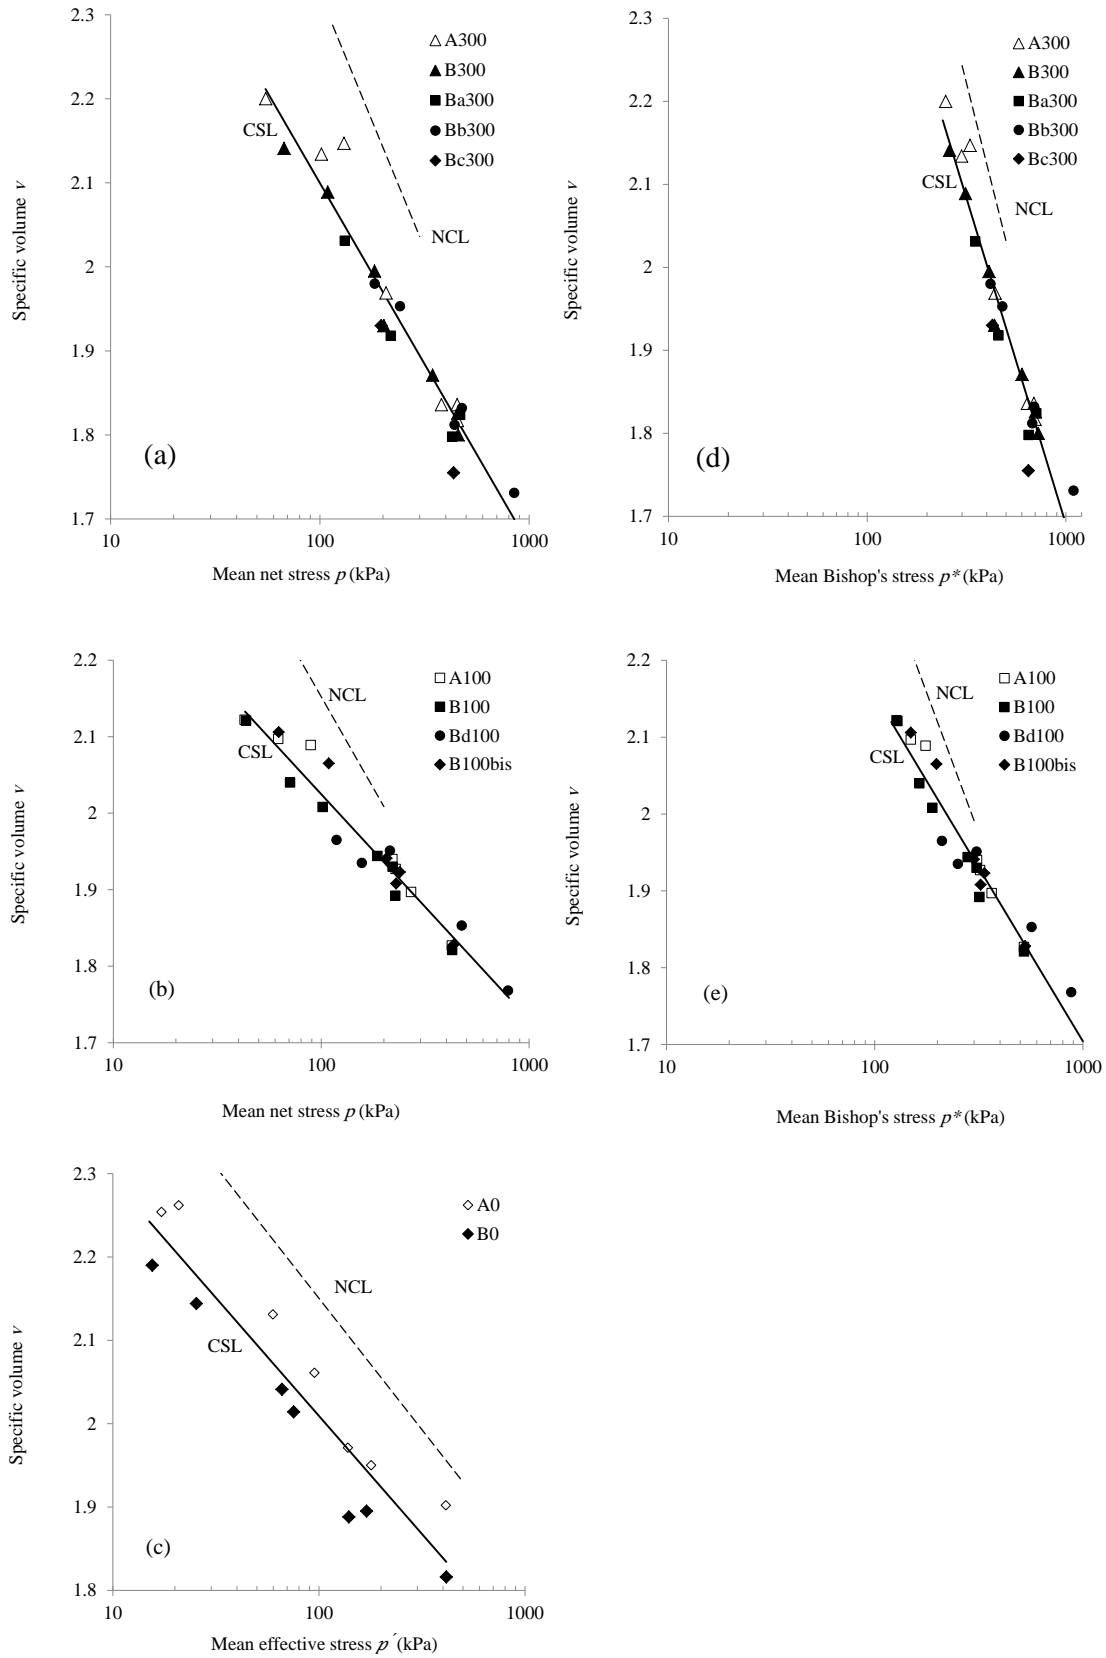 2.3
2.2
2.1
2
1.9
1.8
1.7
10
100
1000
Specific volume v
Mean net stress p (kPa)
A300
B300
Ba300
Bb300
Bc300
CSL
NCL
(a)
2.3
2.2
2.1
2
1.9
1.8
1.7
10
100
1000
Specific volume v
Mean Bishop's stress p* (kPa)
A300
B300
Ba300
Bb300
Bc300
CSL
NCL
(d)
2.2
2.1
2
1.9
1.8
1.7
10
100
1000
Specific volume v
Mean net stress p (kPa)
A100
B100
Bd100
B100bis
NCL
CSL
(b)
2.2
2.1
2
1.9
1.8
1.7
10
100
1000
Specific volume v
Mean Bishop's stress p* (kPa)
A100
B100
Bd100
B100bis
NCL
CSL
(e)
2.3
2.2
2.1
2
1.9
1.8
10
100
1000
Specific volume v
Mean effective stress p´ (kPa)
A0
B0
NCL
CSL
(c)